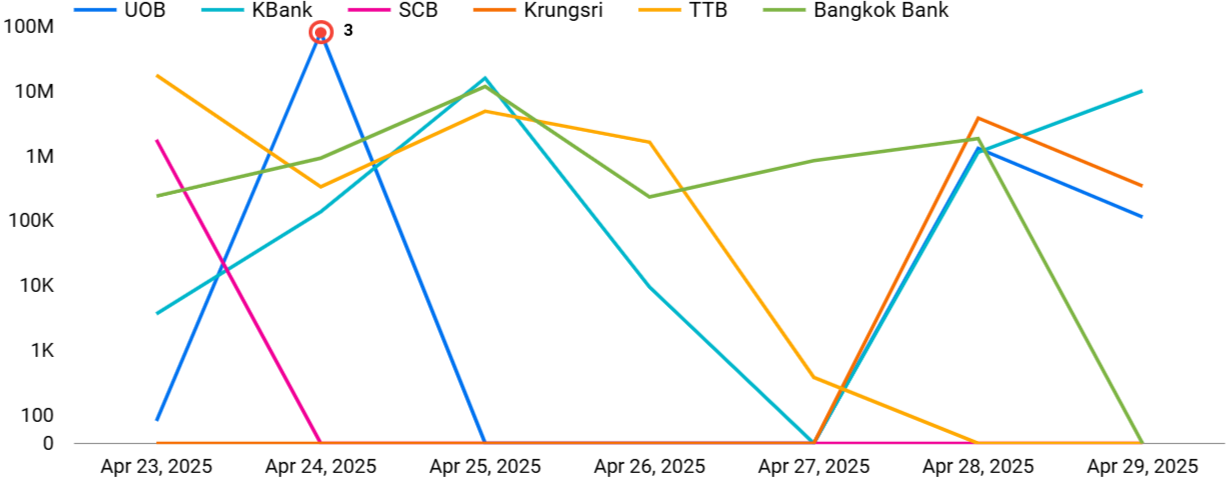 UOB KBank SCB Krungsri TTB Bangkok Bank
100M
3
10M
1M
100K
10K
1K
100
0
Apr 23, 2025 Apr 24, 2025 Apr 25, 2025 Apr 26, 2025 Apr 27, 2025 Apr 28, 2025 Apr 29, 2025